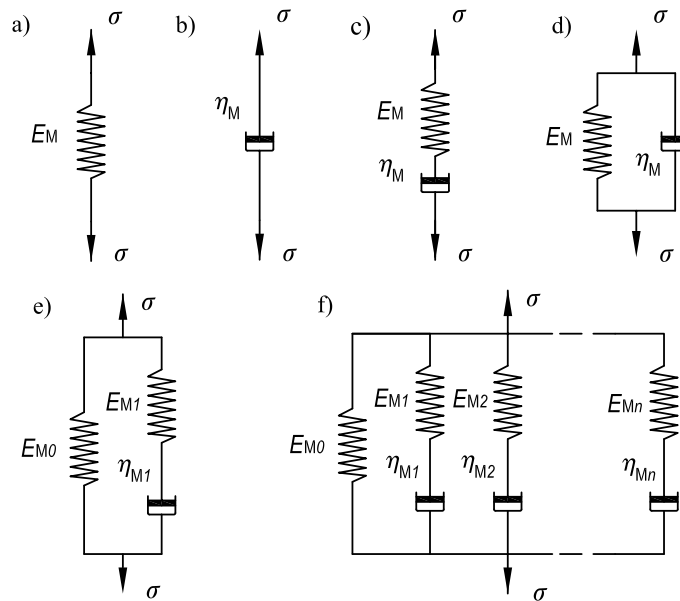 a)
σ
E_M
σ
b)
σ
η_M
σ
c)
σ
E_M
η_M
σ
d)
σ
E_M
η_M
σ
e)
σ
E_M1
E_M0
η_M1
σ
f)
σ
E_M1
E_M2
E_Mn
E_M0
η_M1
η_M2
η_Mn
σ